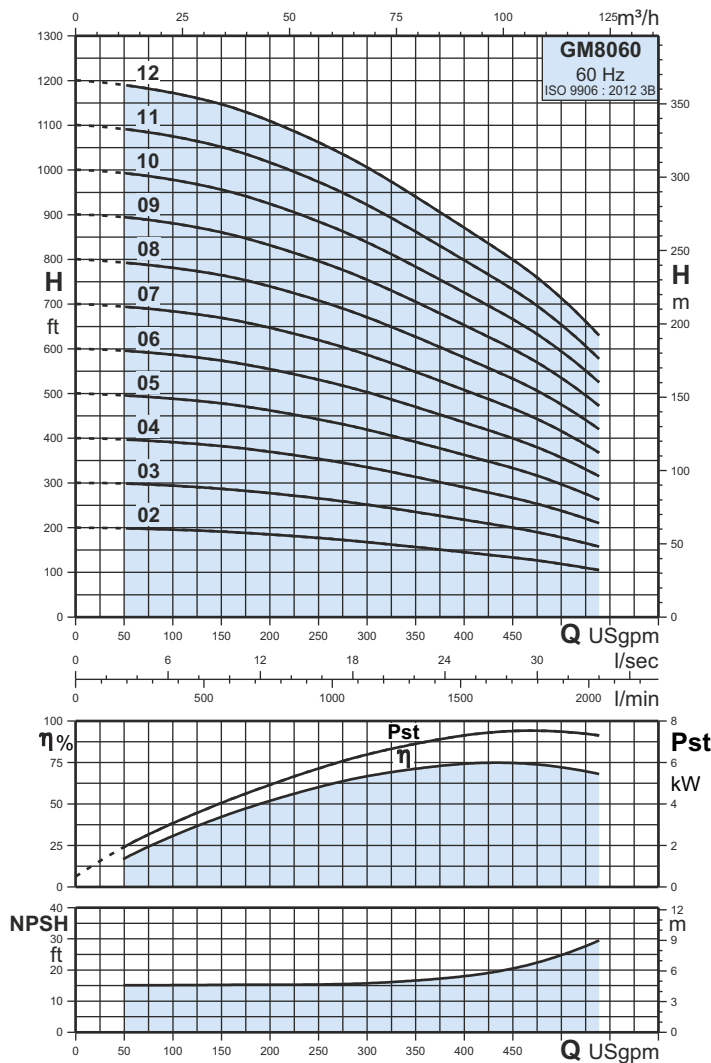 0 25 50 75 100 125 m³/h
1300
1200
1100
1000
900
800
700
600
500
400
300
200
100
0
H
ft
12
11
10
09
08
07
06
05
04
03
02
GM8060
60 Hz
ISO 9906 : 2012 3B
350
300
250
H
m
200
150
100
50
0
0 50 100 150 200 250 300 350 400 450 Q USgpm
0 6 12 18 24 30 l/sec
0 500 1000 1500 2000 l/min
100
η%
75
50
25
0
Pst
η
8
Pst
6
kW
4
2
0
40
NPSH
30
ft
20
10
0
12
m
9
6
3
0
0 50 100 150 200 250 300 350 400 450 Q USgpm